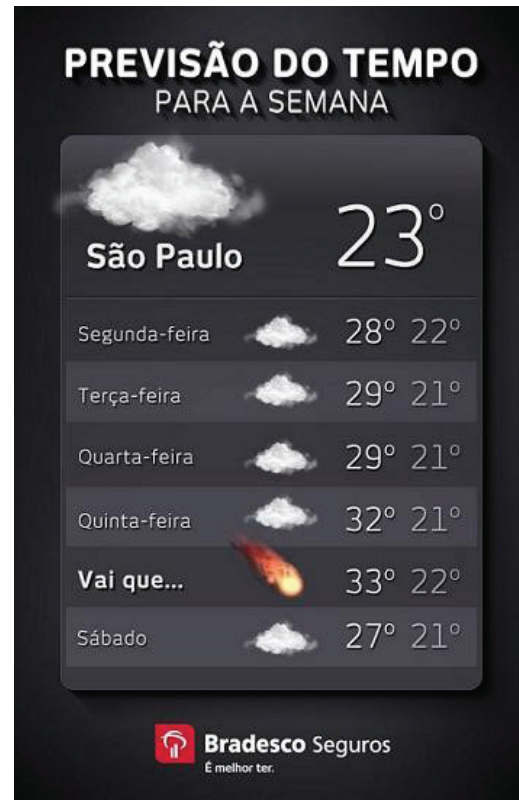 PREVISÃO DO TEMPO
PARA A SEMANA
São Paulo 23°
Segunda-feira 28° 22°
Terça-feira 29° 21°
Quarta-feira 29° 21°
Quinta-feira 32° 21°
Vai que... 33° 22°
Sábado 27° 21°
Bradesco Seguros
É melhor ter.